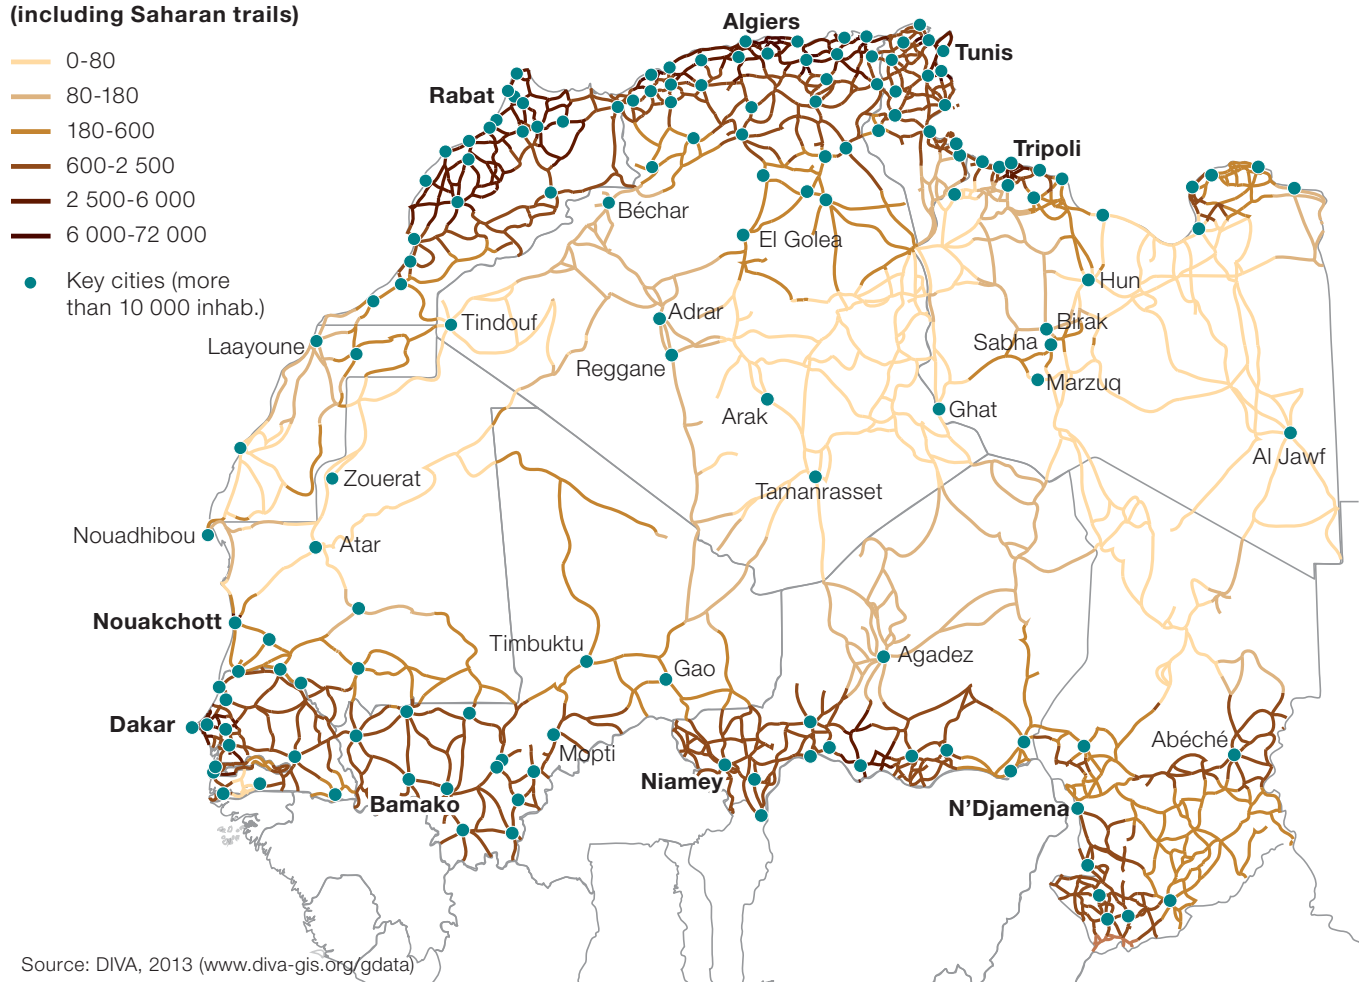 (including Saharan trails)
0-80
80-180
180-600
600-2 500
2 500-6 000
6 000-72 000
Key cities (more
than 10 000 inhab.)
Algiers
Tunis
Rabat
Tripoli
Béchar
El Golea
Hun
Adrar
Tindouf
Birak
Laayoune
Sabha
Reggane
Marzuq
Arak
Ghat
Al Jawf
Zouerat
Tamanrasset
Nouadhibou
Atar
Nouakchott
Timbuktu
Gao
Agadez
Dakar
Mopti
Abéché
Niamey
Bamako
N'Djamena
Source: DIVA, 2013 (www.diva-gis.org/gdata)